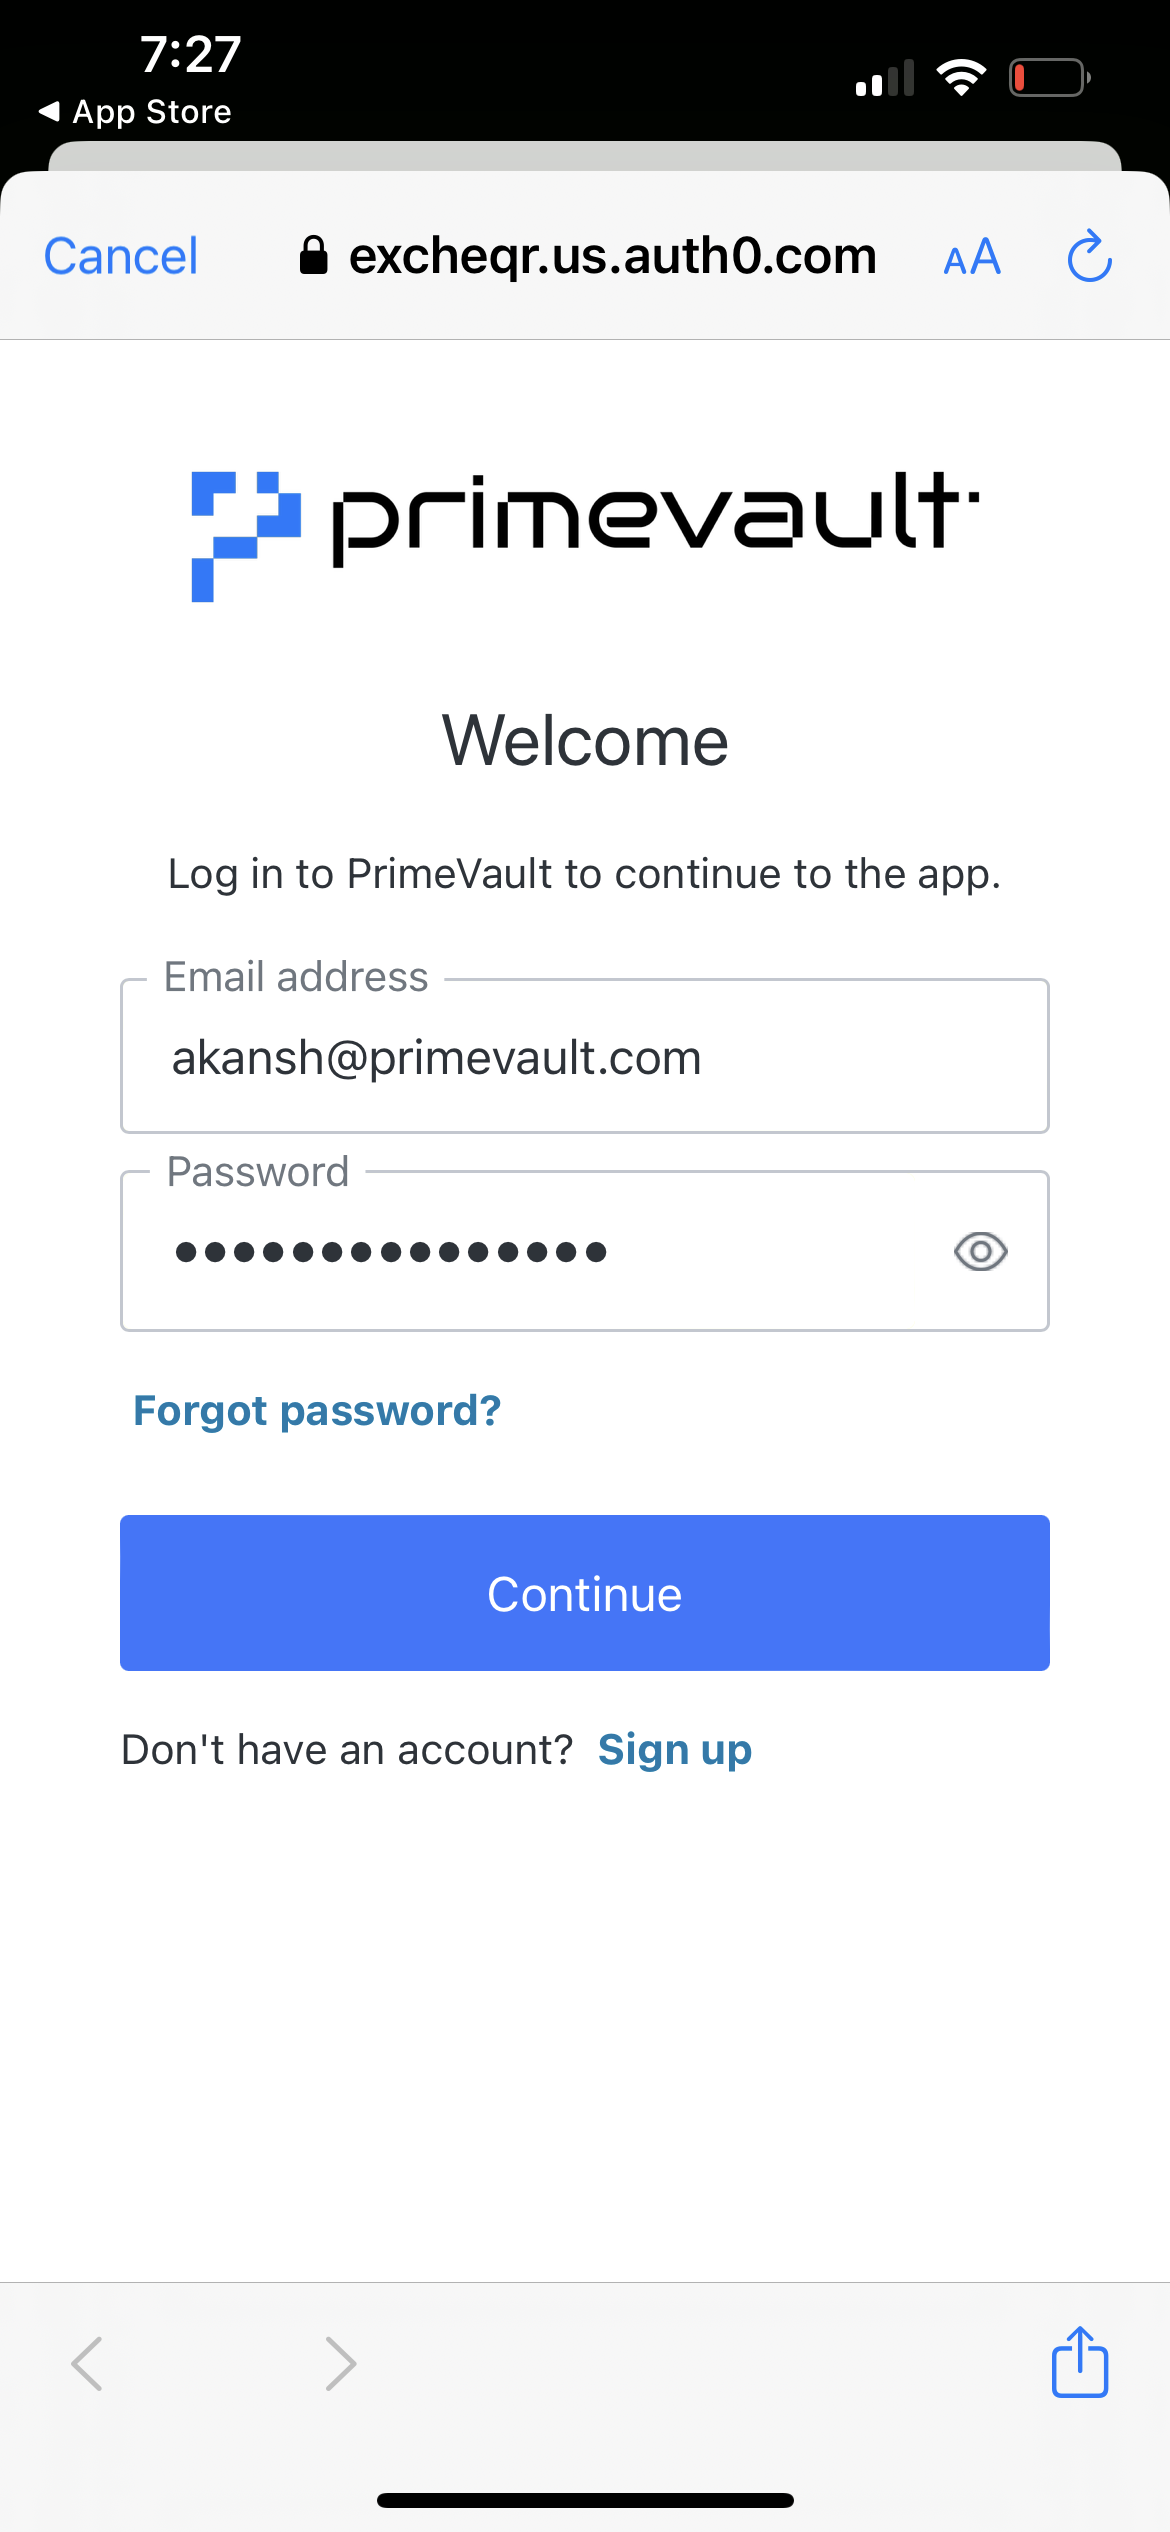 7:27
◀ App Store
Cancel
excheqr.us.auth0.com
AA
primevault
Welcome
Log in to PrimeVault to continue to the app.
Email address
akansh@primevault.com
Password
●●●●●●●●●●●●●●●
Forgot password?
Continue
Don't have an account? Sign up